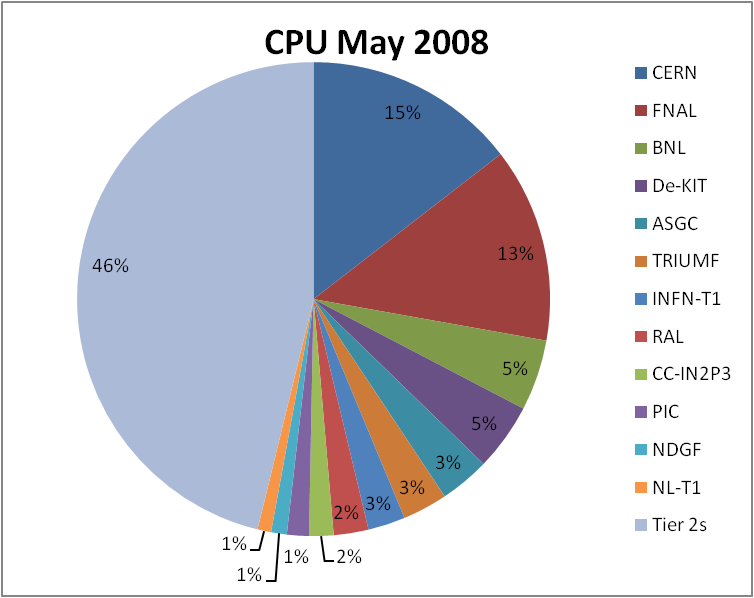 CPU May 2008
15%
13%
5%
5%
3%
3%
3%
2%
2%
1%
1%
1%
46%
CERN
FNAL
BNL
De-KIT
ASGC
TRIUMF
INFN-T1
RAL
CC-IN2P3
PIC
NDGF
NL-T1
Tier 2s